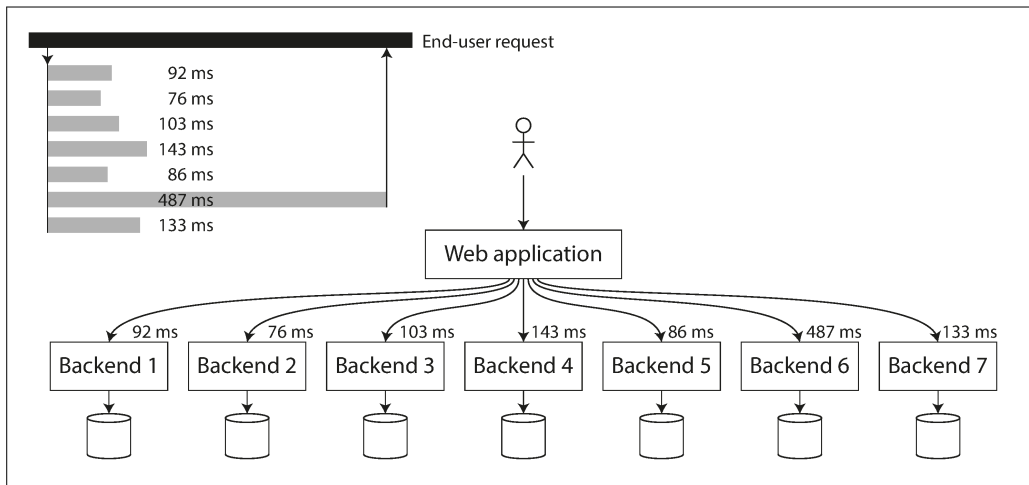 End-user request
92 ms
76 ms
103 ms
143 ms
86 ms
487 ms
133 ms
Web application
92 ms 76 ms 103 ms 143 ms 86 ms 487 ms 133 ms
Backend 1 Backend 2 Backend 3 Backend 4 Backend 5 Backend 6 Backend 7